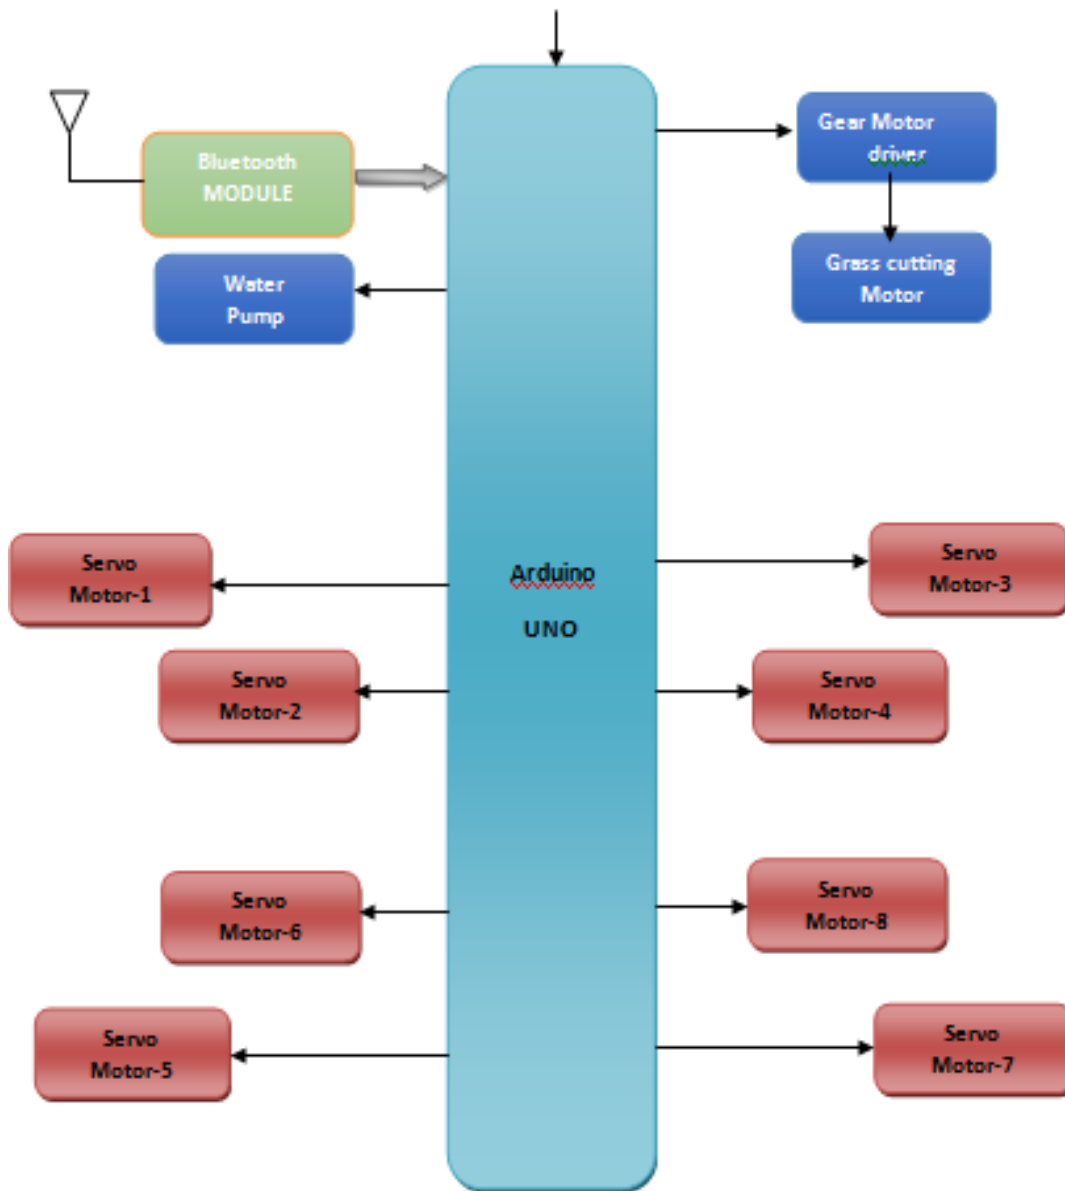 Bluetooth
MODULE
Gear Motor
driver
Water
Pump
Grass cutting
Motor
Servo
Motor-1
Arduino
UNO
Servo
Motor-3
Servo
Motor-2
Servo
Motor-4
Servo
Motor-6
Servo
Motor-8
Servo
Motor-5
Servo
Motor-7